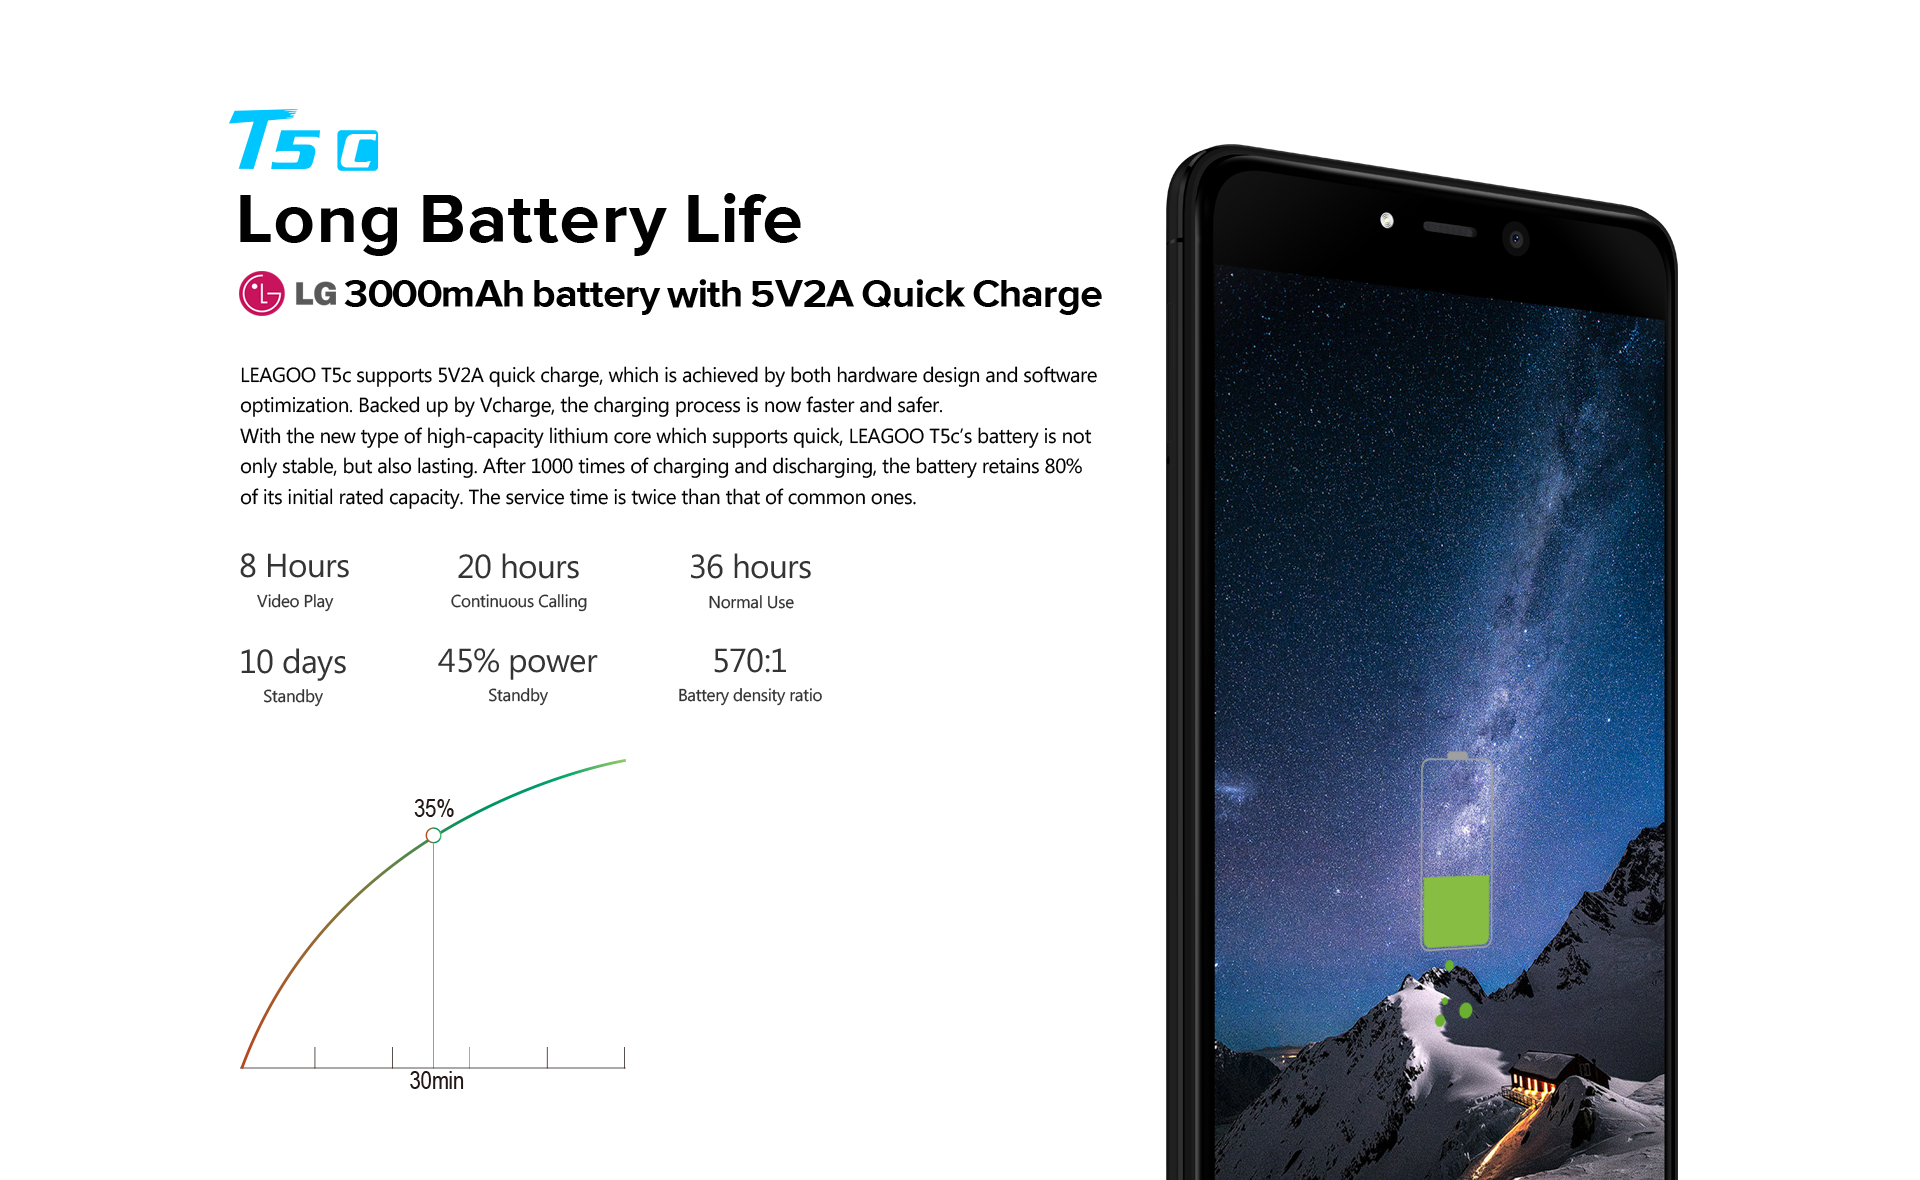 T5 C
Long Battery Life
LG 3000mAh battery with 5V2A Quick Charge
LEAGOO T5c supports 5V2A quick charge, which is achieved by both hardware design and software
optimization. Backed up by Vcharge, the charging process is now faster and safer.
With the new type of high-capacity lithium core which supports quick, LEAGOO T5c’s battery is not
only stable, but also lasting. After 1000 times of charging and discharging, the battery retains 80%
of its initial rated capacity. The service time is twice than that of common ones.
8 Hours
Video Play
20 hours
Continuous Calling
36 hours
Normal Use
10 days
Standby
45% power
Standby
570:1
Battery density ratio
35%
30min